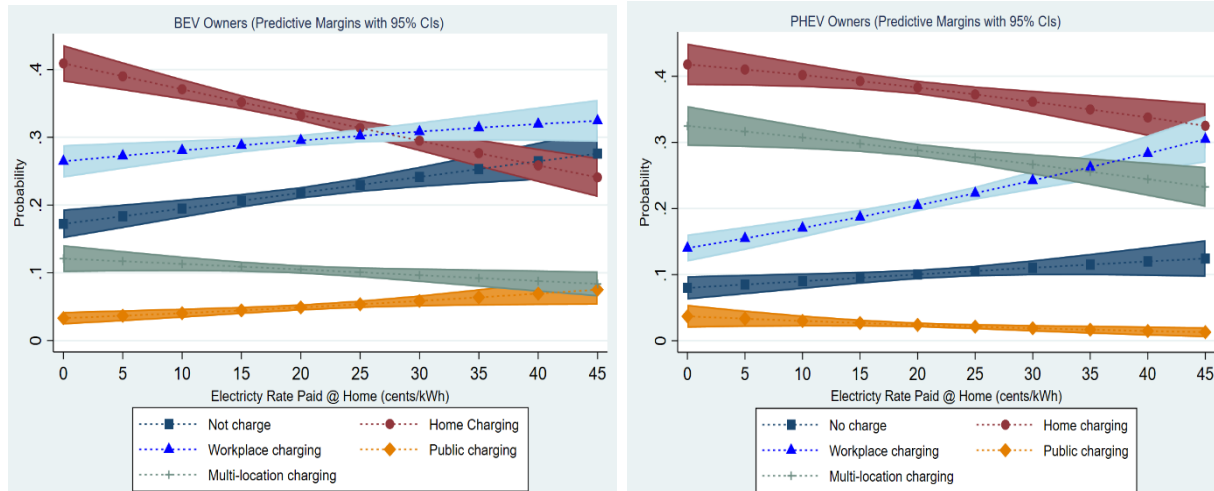 BEV Owners (Predictive Margins with 95% CIs)
Probability
.4
.3
.2
.1
0
0 5 10 15 20 25 30 35 40 45
Electricty Rate Paid @ Home (cents/kWh)
Not charge Home Charging
Workplace charging Public charging
Multi-location charging
PHEV Owners (Predictive Margins with 95% CIs)
Probability
.4
.3
.2
.1
0
0 5 10 15 20 25 30 35 40 45
Electricity Rate Paid @ Home (cents/kWh)
No charge Home Charging
Workplace charging Public charging
Multi-location charging